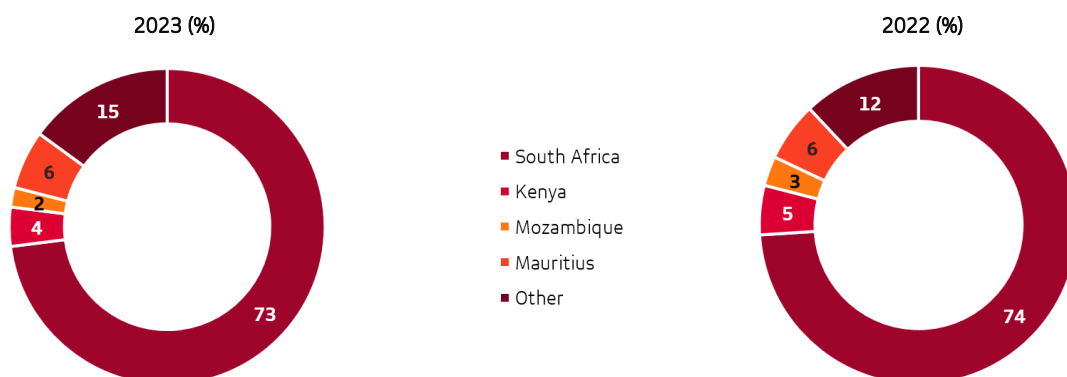 2023 (%)
15
6
2
4
73
South Africa
Kenya
Mozambique
Mauritius
Other
2022 (%)
12
6
3
5
74